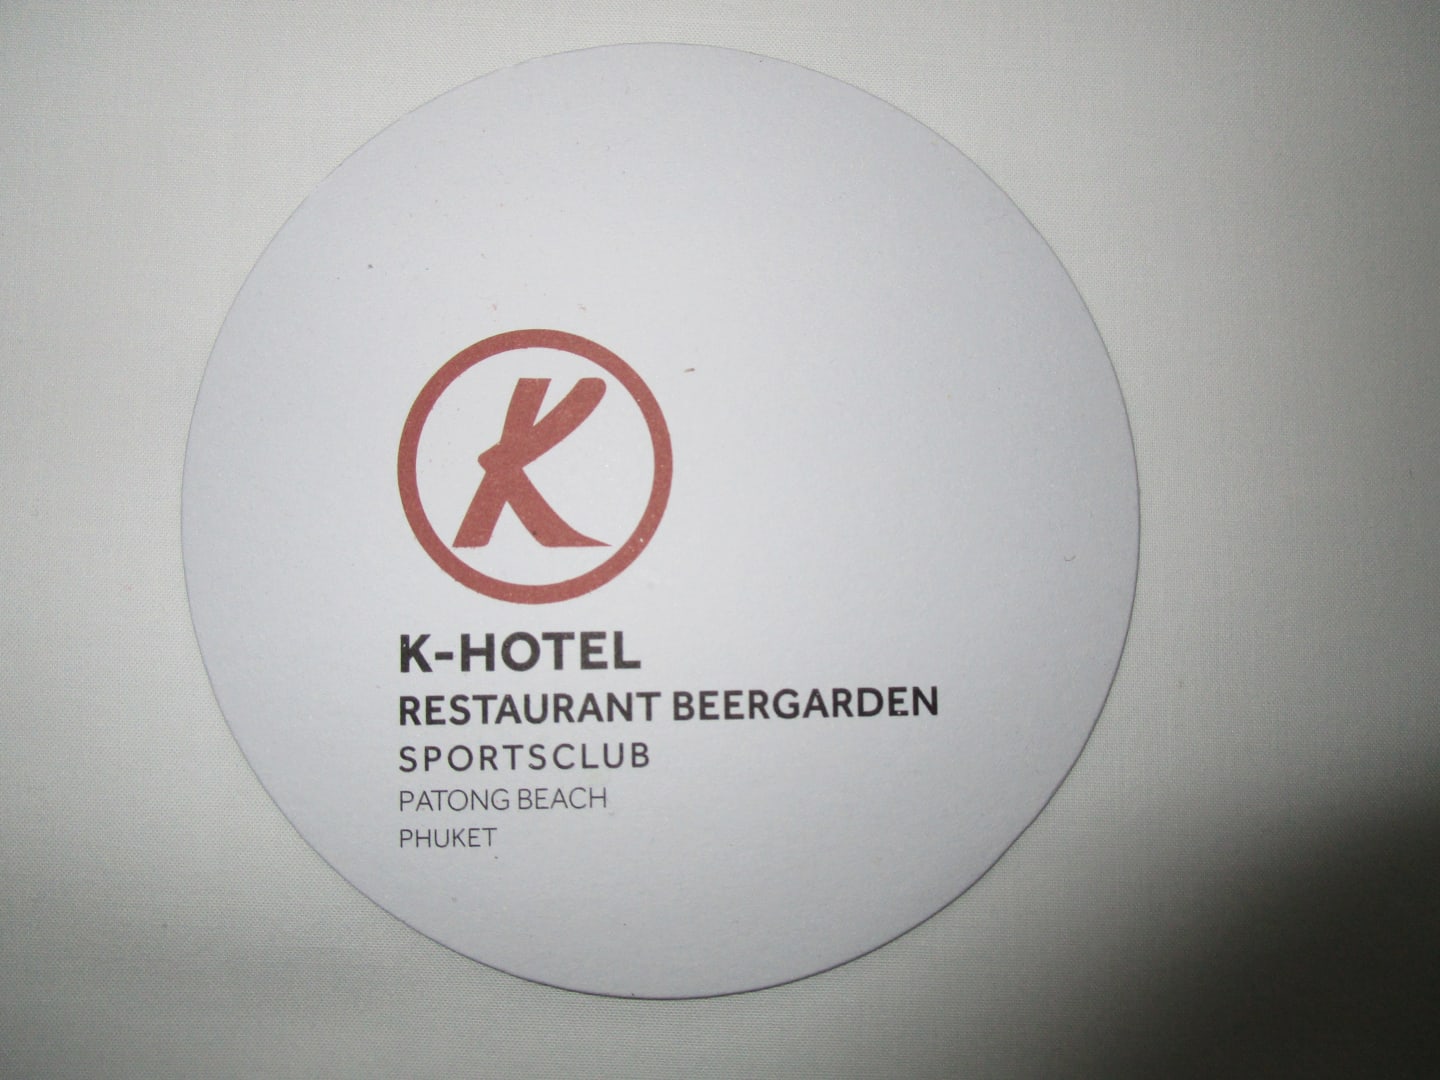 K
K-HOTEL
RESTAURANT BEERGARDEN
SPORTSCLUB
PATONG BEACH
PHUKET